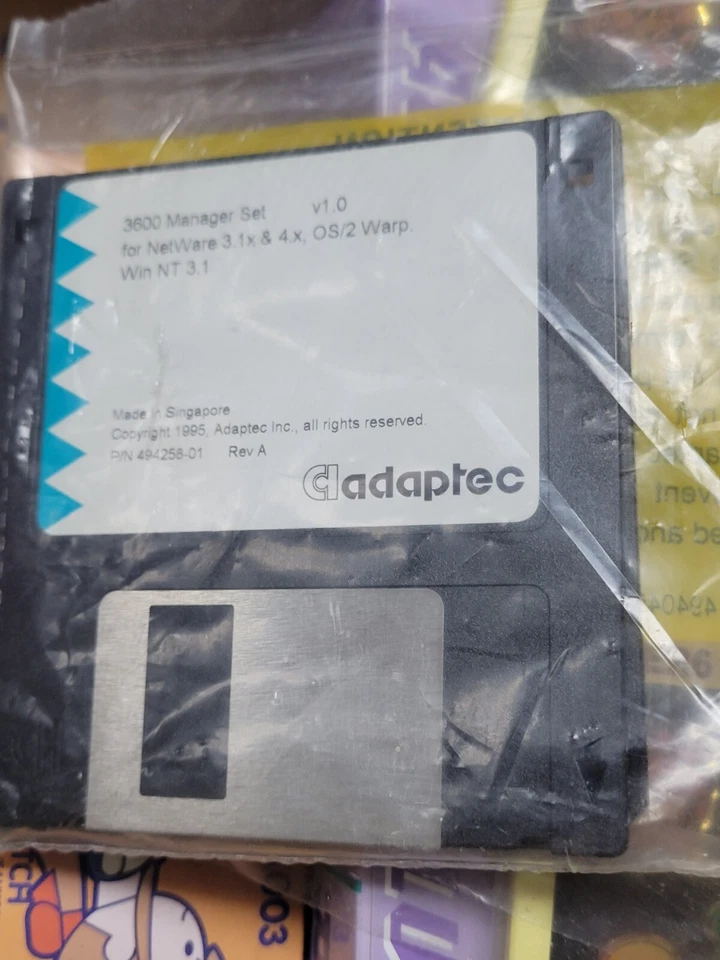 3600 Manager Set v1.0
for NetWare 3.1x & 4.x, OS/2 Warp.
Win NT 3.1
Made in Singapore
Copyright 1995, Adaptec Inc., all rights reserved.
P/N 494258-01 Rev A
adaptec